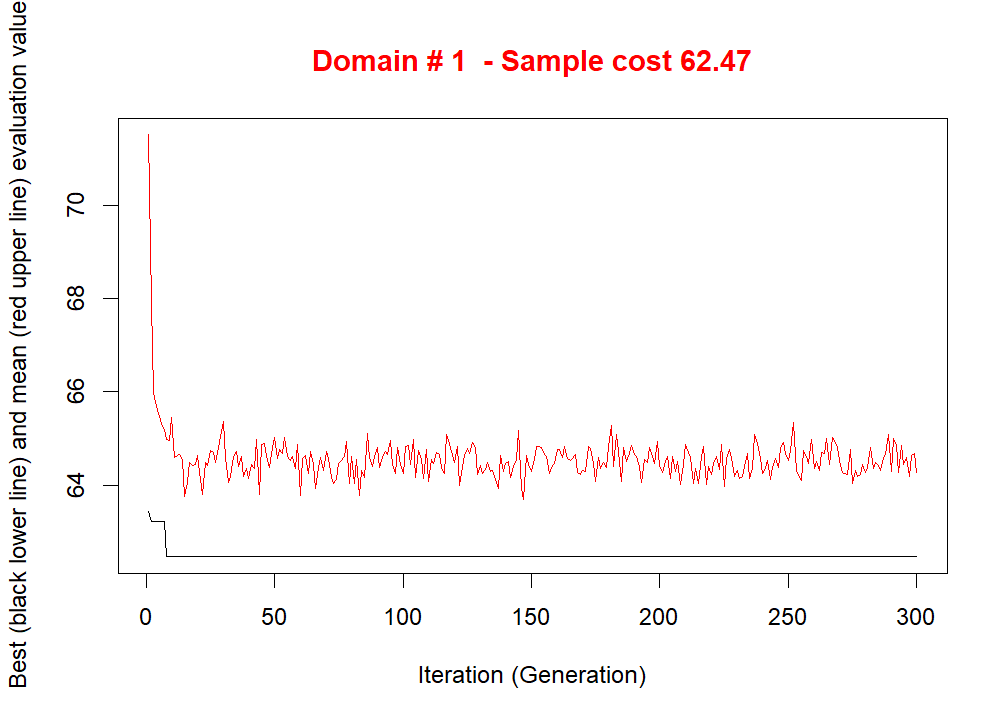 Domain # 1  - Sample cost 62.47
Best (black lower line) and mean (red upper line) evaluation value
70
68
66
64
0 50 100 150 200 250 300
Iteration (Generation)